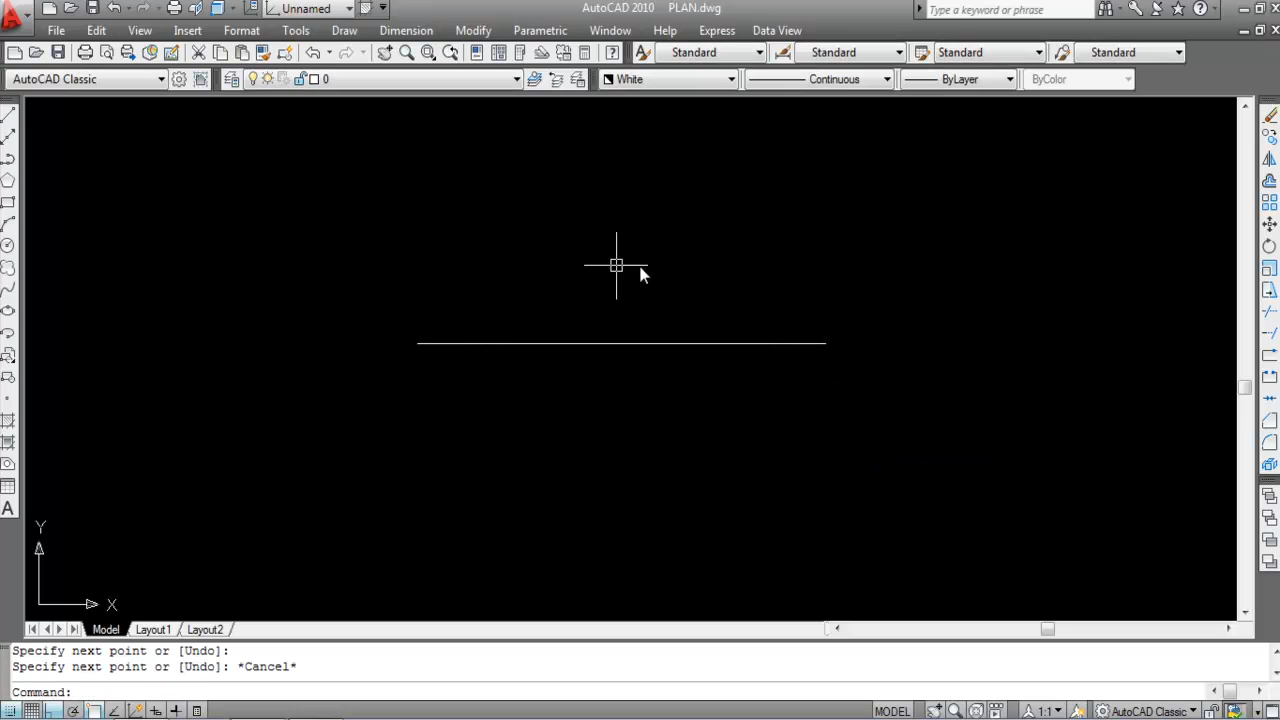 Unnamed
AutoCAD 2010 PLAN.dwg
Type a keyword or phrase
File Edit View Insert Format Tools Draw Dimension Modify Parametric Window Help Express Data View
Standard Standard Standard Standard
AutoCAD Classic 0 White Continuous ByLayer ByColor
A
Y
X
Model Layout1 Layout2
Specify next point or [Undo]:
Specify next point or [Undo]: *Cancel*
Command:
MODEL 1:1 AutoCAD Classic